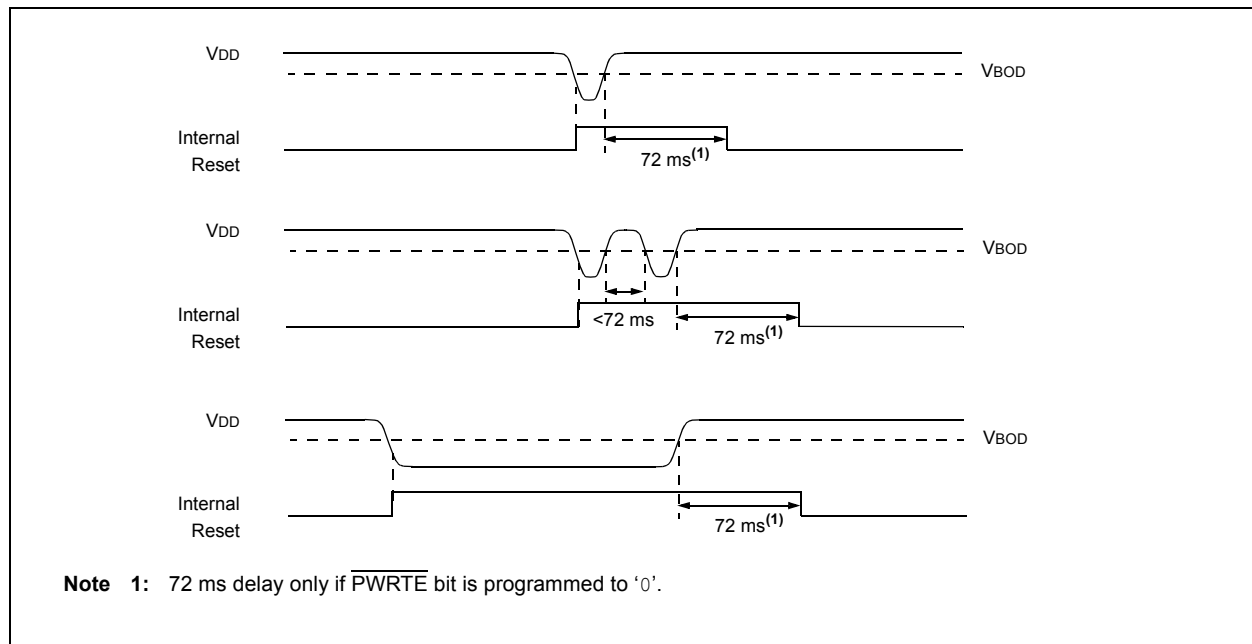 VDD
VBOD
Internal
Reset
72 ms(1)
VDD
VBOD
Internal
Reset
<72 ms
72 ms(1)
VDD
VBOD
Internal
Reset
72 ms(1)
Note 1: 72 ms delay only if PWRTE bit is programmed to ‘0’.